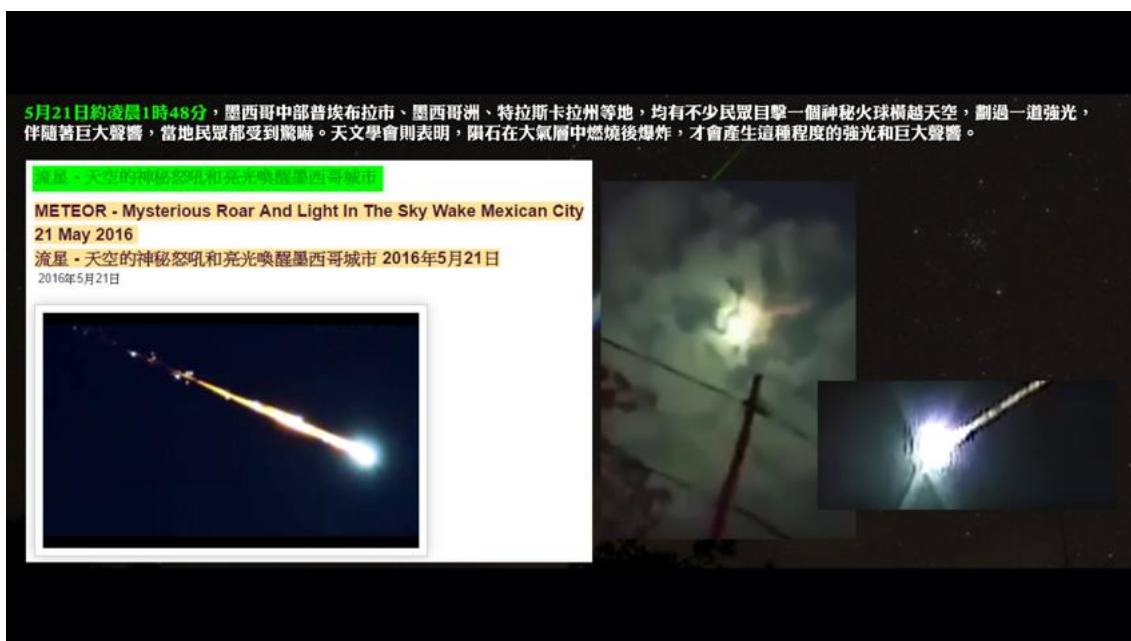 5月21日約凌晨1時48分，墨西哥中部普埃布拉市、墨西哥洲、特拉斯卡拉州等地，均有不少民眾目擊一個神秘火球橫越天空，劃過一道強光，
伴隨著巨大聲響，當地民眾都受到驚嚇。天文學會則表明，隕石在大氣層中燃燒後爆炸，才會產生這種程度的強光和巨大聲響。
流星 - 天空的神秘怒吼和亮光喚醒墨西哥城市
METEOR - Mysterious Roar And Light In The Sky Wake Mexican City
21 May 2016
流星 - 天空的神秘怒吼和亮光喚醒墨西哥城市 2016年5月21日
2016年5月21日